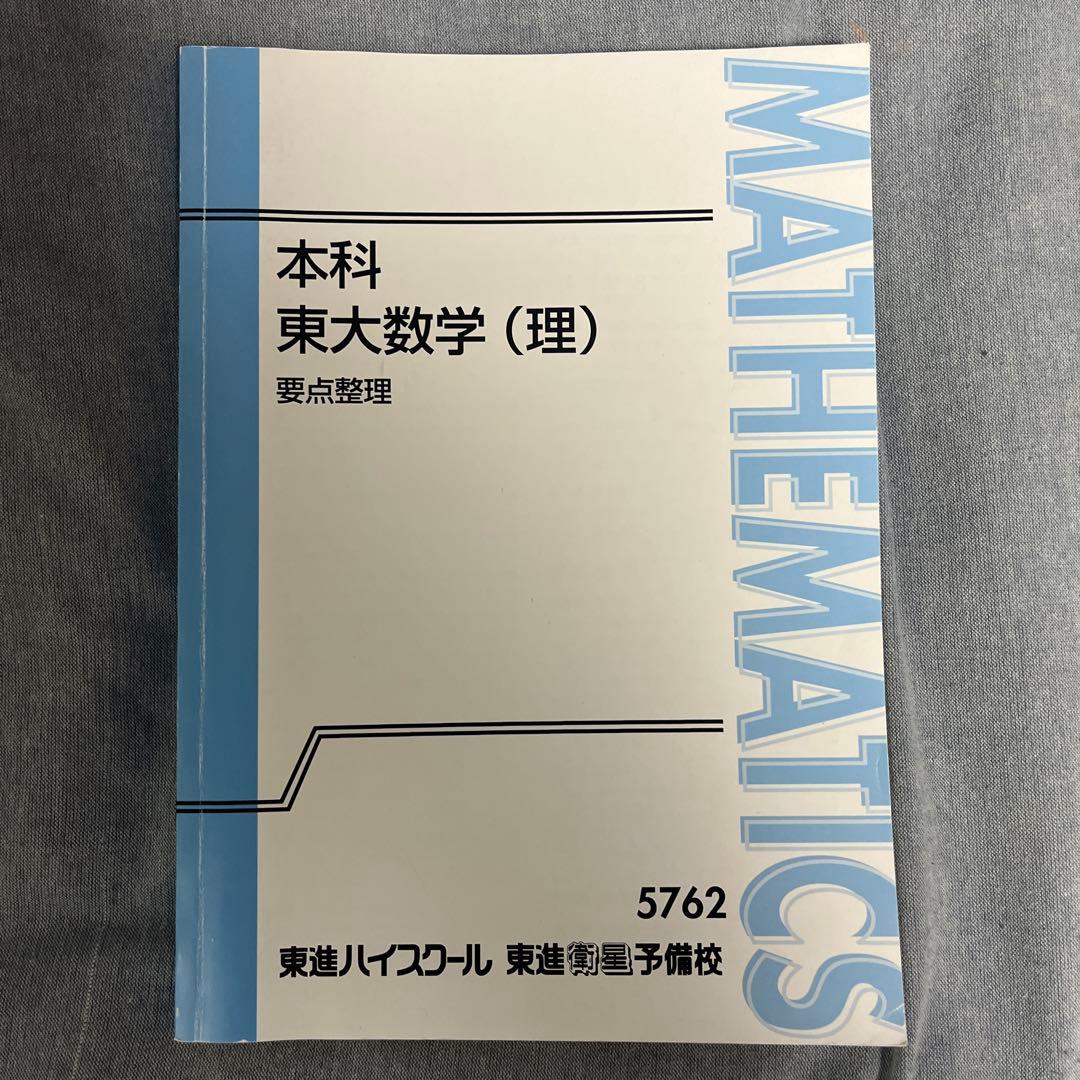 本科
東大数学（理）
要点整理
MATHEMATICS
5762
東進ハイスクール 東進衛星予備校